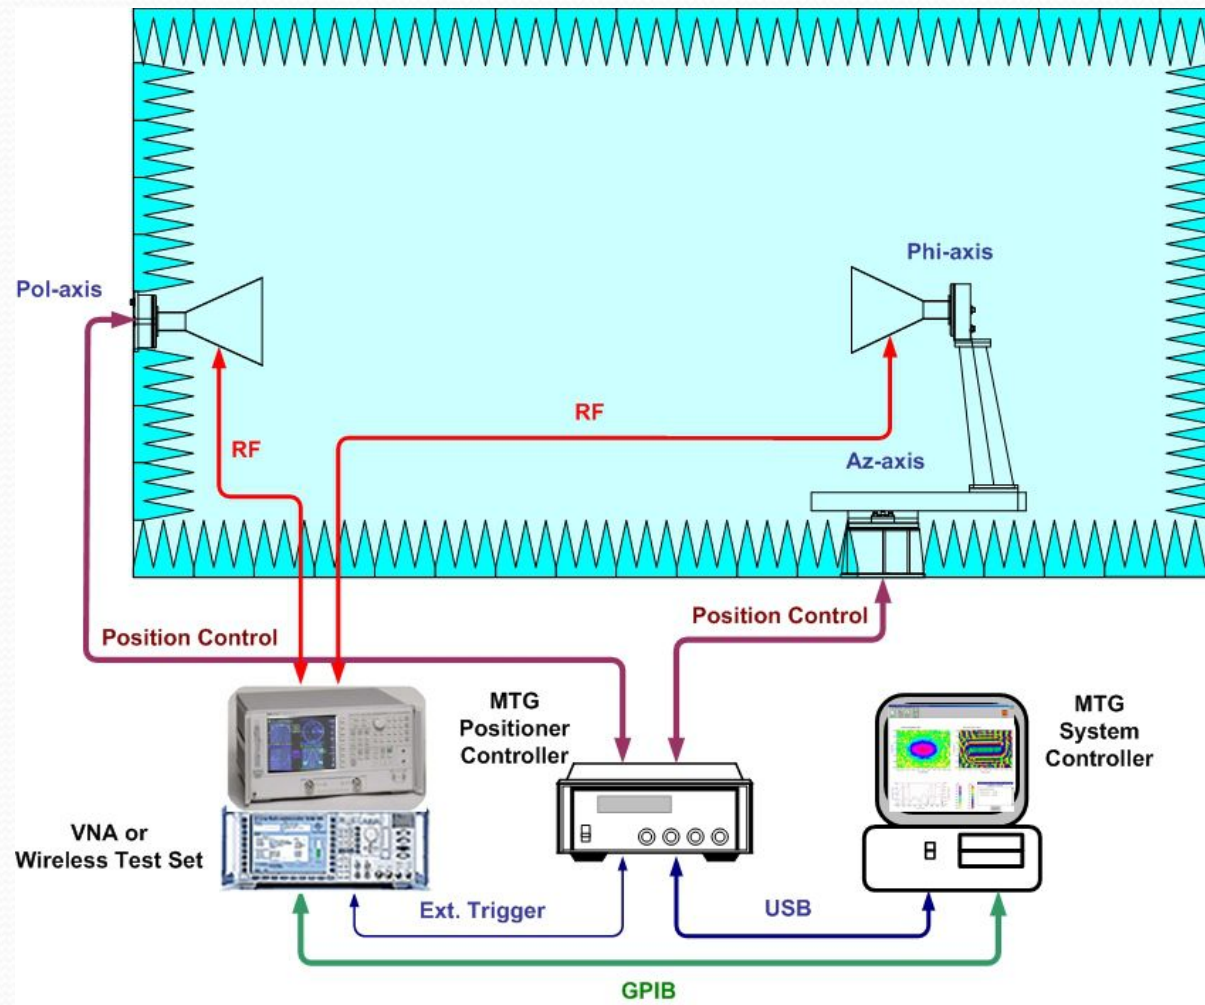 Phi-axis
Pol-axis
RF
RF
Az-axis
Position Control
Position Control
MTG
Positioner
Controller
MTG
System
Controller
VNA or
Wireless Test Set
Ext. Trigger
USB
GPIB